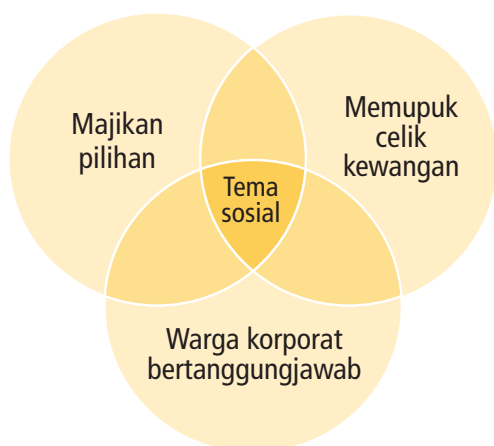 Majikan
pilihan
Memupuk
celik
kewangan
Tema
sosial
Warga korporat
bertanggungjawab